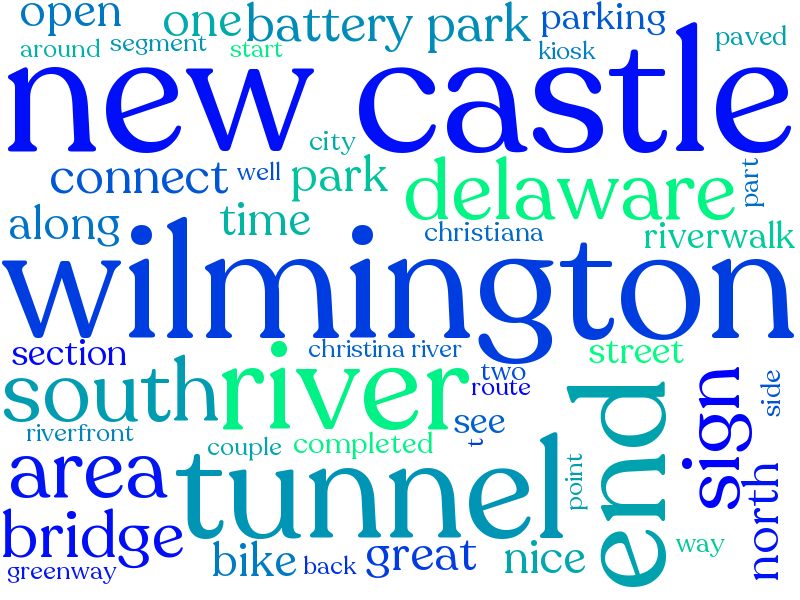 open
one
battery park
parking
around
segment
start
kiosk
paved
new castle
city
connect
well
park
delaware
part
along
time
christiana
riverwalk
wilmington
section
christina river
street
south
river
two
route
end
sign
side
riverfront
couple
completed
see
t
area
tunnel
point
north
bridge
bike
back
great
nice
way
greenway